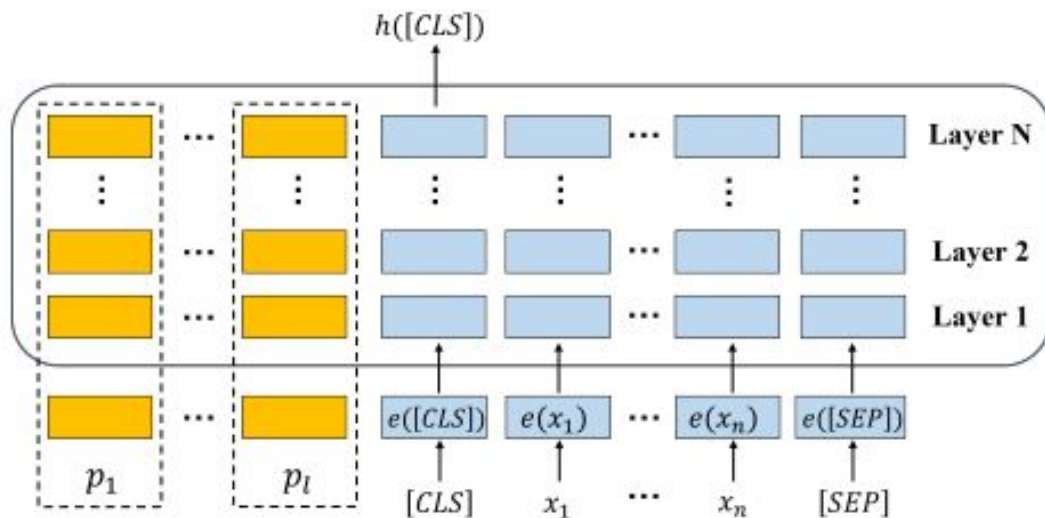 h([CLS])
... ... Layer N
⋮ ⋮ ⋮ ⋮ ⋮ ⋮
... ... Layer 2
... ... Layer 1
... e([CLS]) e(x₁) ... e(xₙ) e([SEP])
p₁ pₗ [CLS] x₁ ... xₙ [SEP]